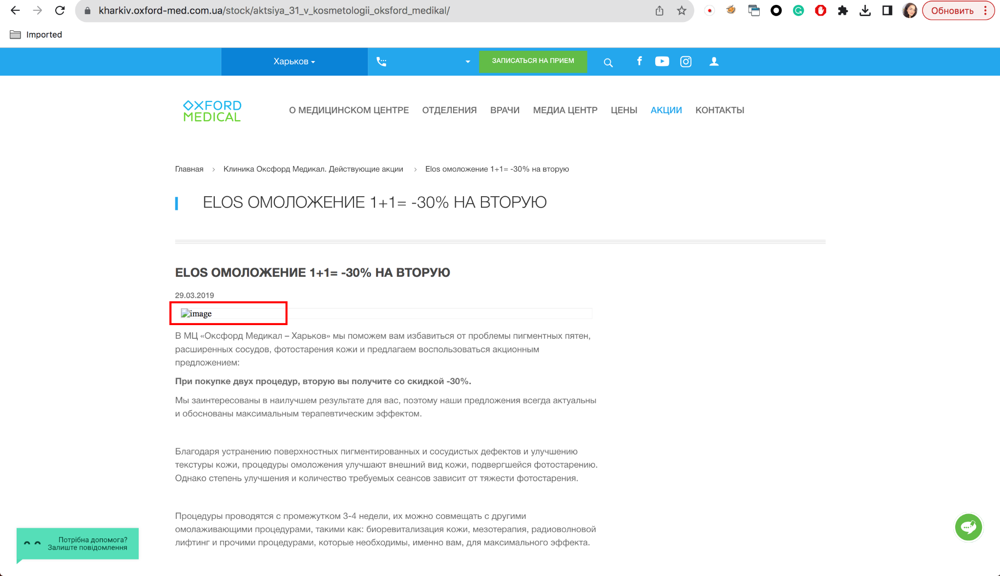 kharkiv.oxford-med.com.ua/stock/aktsiya_31_v_kosmetologii_oksford_medikal/
Обновить
Imported
Харьков
ЗАПИСАТЬСЯ НА ПРИЕМ
OXFORD
MEDICAL
О МЕДИЦИНСКОМ ЦЕНТРЕ ОТДЕЛЕНИЯ ВРАЧИ МЕДИА ЦЕНТР ЦЕНЫ АКЦИИ КОНТАКТЫ
Главная > Клиника Оксфорд Медикал. Действующие акции > Elos омоложение 1+1= -30% на вторую
ELOS ОМОЛОЖЕНИЕ 1+1= -30% НА ВТОРУЮ
ELOS ОМОЛОЖЕНИЕ 1+1= -30% НА ВТОРУЮ
29.03.2019
image
В МЦ «Оксфорд Медикал – Харьков» мы поможем вам избавиться от проблемы пигментных пятен,
расширенных сосудов, фотостарения кожи и предлагаем воспользоваться акционным
предложением:
При покупке двух процедур, вторую вы получите со скидкой -30%.
Мы заинтересованы в наилучшем результате для вас, поэтому наши предложения всегда актуальны
и обоснованы максимальным терапевтическим эффектом.
Благодаря устранению поверхностных пигментированных и сосудистых дефектов и улучшению
текстуры кожи, процедуры омоложения улучшают внешний вид кожи, подвергшейся фотостарению.
Однако степень улучшения и количество требуемых сеансов зависит от тяжести фотостарения.
Процедуры проводятся с промежутком 3-4 недели, их можно совмещать с другими
омолаживающими процедурами, такими как: биоревитализация кожи, мезотерапия, радиоволновой
лифтинг и прочими процедурами, которые необходимы, именно вам, для максимального эффекта.
Потрібна допомога?
Залиште повідомлення